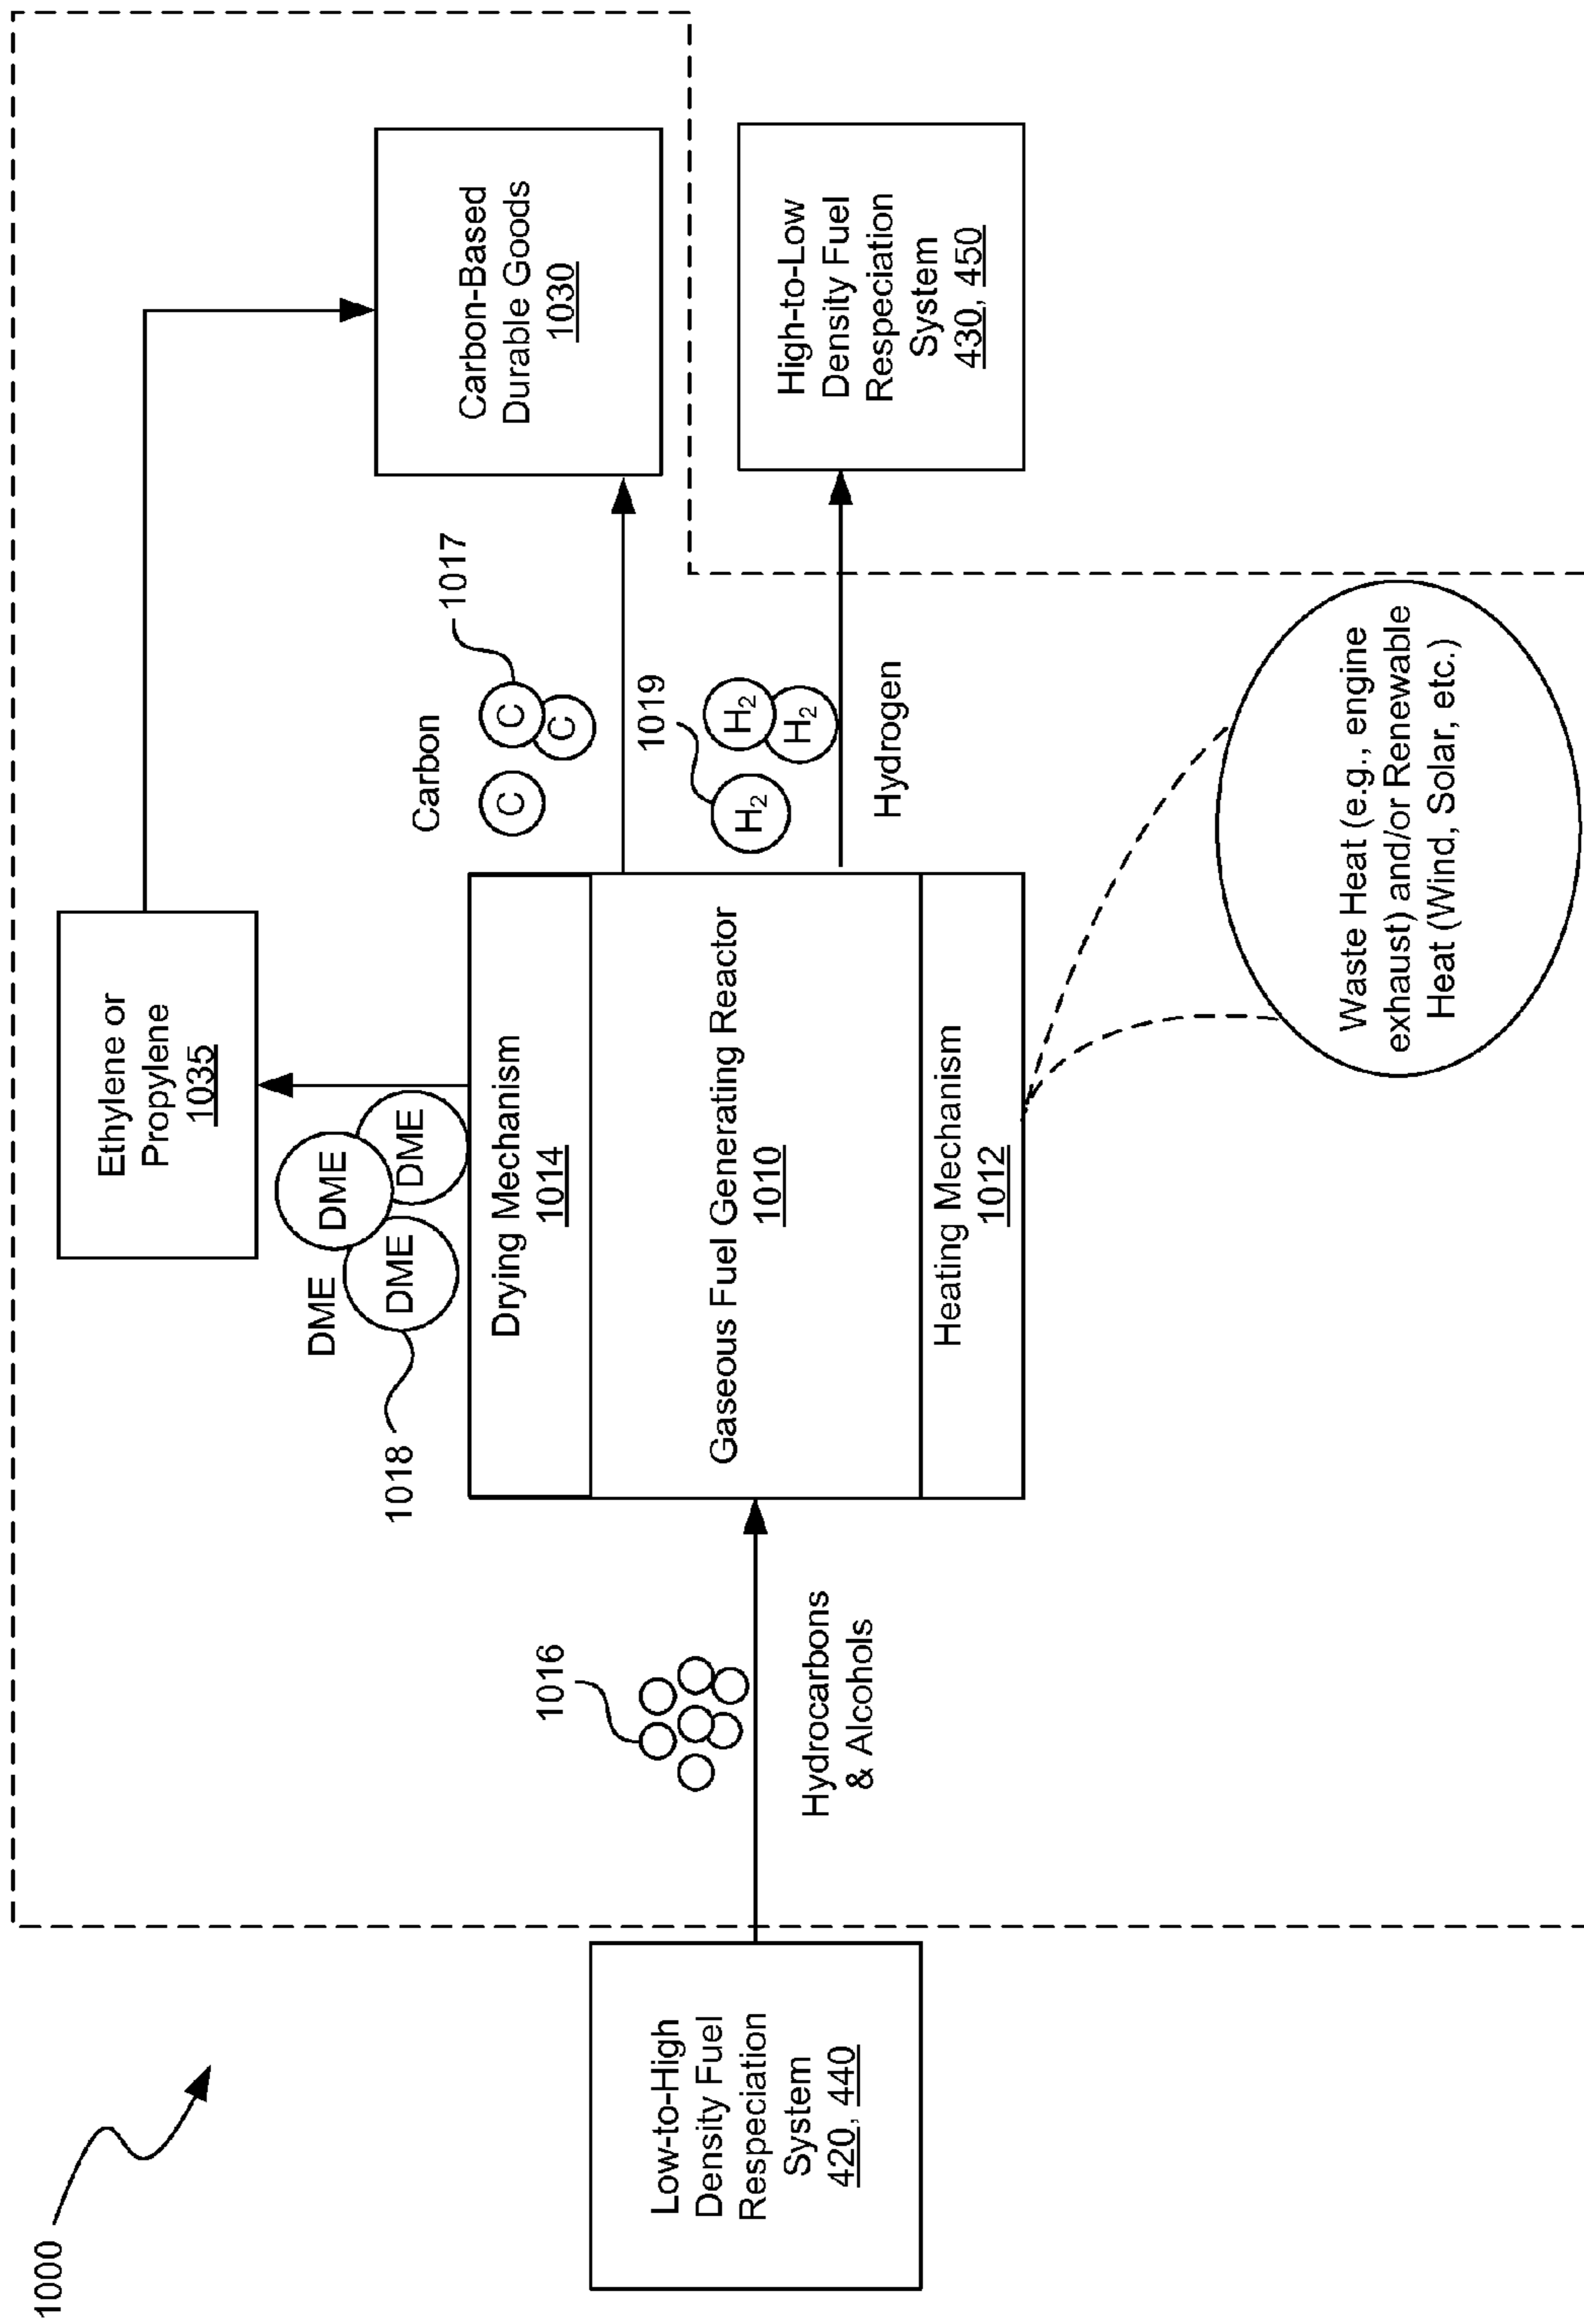 1000
Low-to-High
Density Fuel
Respeciation
System
420, 440
1016
Hydrocarbons
& Alcohols
Ethylene or
Propylene
1035
DME
DME
DME
DME
1018
Drying Mechanism
1014
Gaseous Fuel Generating Reactor
1010
Heating Mechanism
1012
Carbon
C
C
C
1017
1019
H₂
H₂
H₂
Hydrogen
Carbon-Based
Durable Goods
1030
High-to-Low
Density Fuel
Respeciation
System
430, 450
Waste Heat (e.g., engine
exhaust) and/or Renewable
Heat (Wind, Solar, etc.)